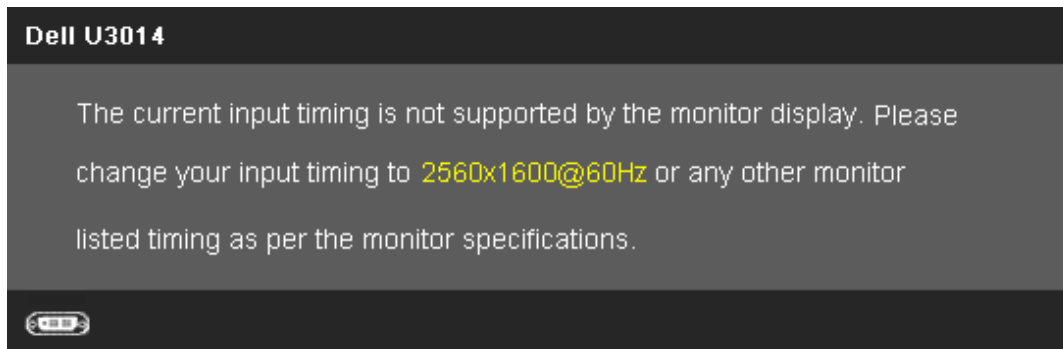 Dell U3014
The current input timing is not supported by the monitor display. Please
change your input timing to 2560x1600@60Hz or any other monitor
listed timing as per the monitor specifications.